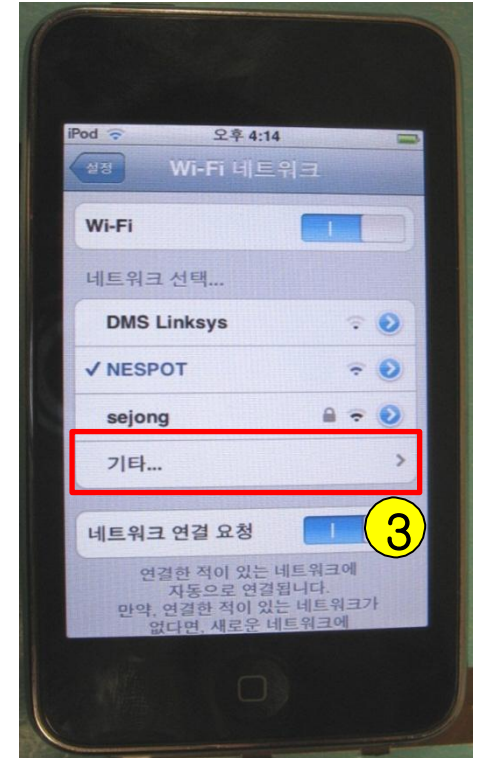 iPod 오후 4:14
설정 Wi-Fi 네트워크
Wi-Fi
네트워크 선택...
DMS Linksys
✓ NESPOT
sejong
기타...
네트워크 연결 요청
3
연결한 적이 있는 네트워크에
자동으로 연결됩니다.
만약, 연결한 적이 있는 네트워크가
없다면, 새로운 네트워크에